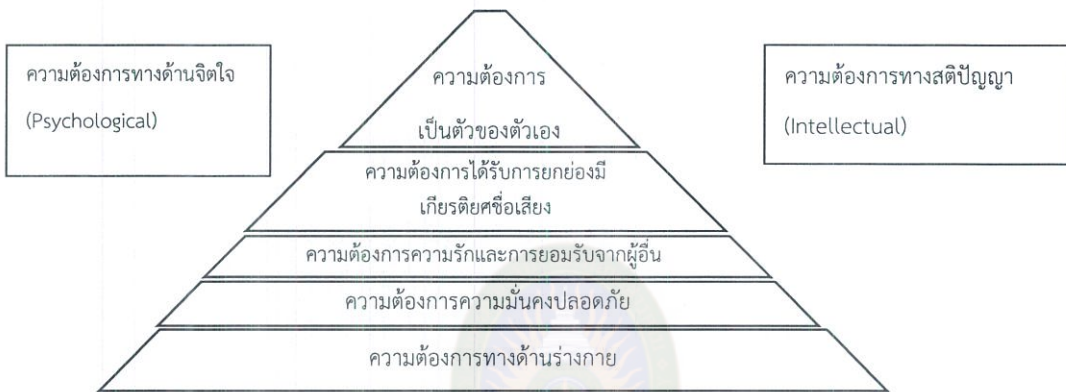 ความต้องการทางด้านจิตใจ
(Psychological)
ความต้องการทางสติปัญญา
(Intellectual)
ความต้องการ
เป็นตัวของตัวเอง
ความต้องการได้รับการยกย่องมี
เกียรติยศชื่อเสียง
ความต้องการความรักและการยอมรับจากผู้อื่น
ความต้องการความมั่นคงปลอดภัย
ความต้องการทางด้านร่างกาย